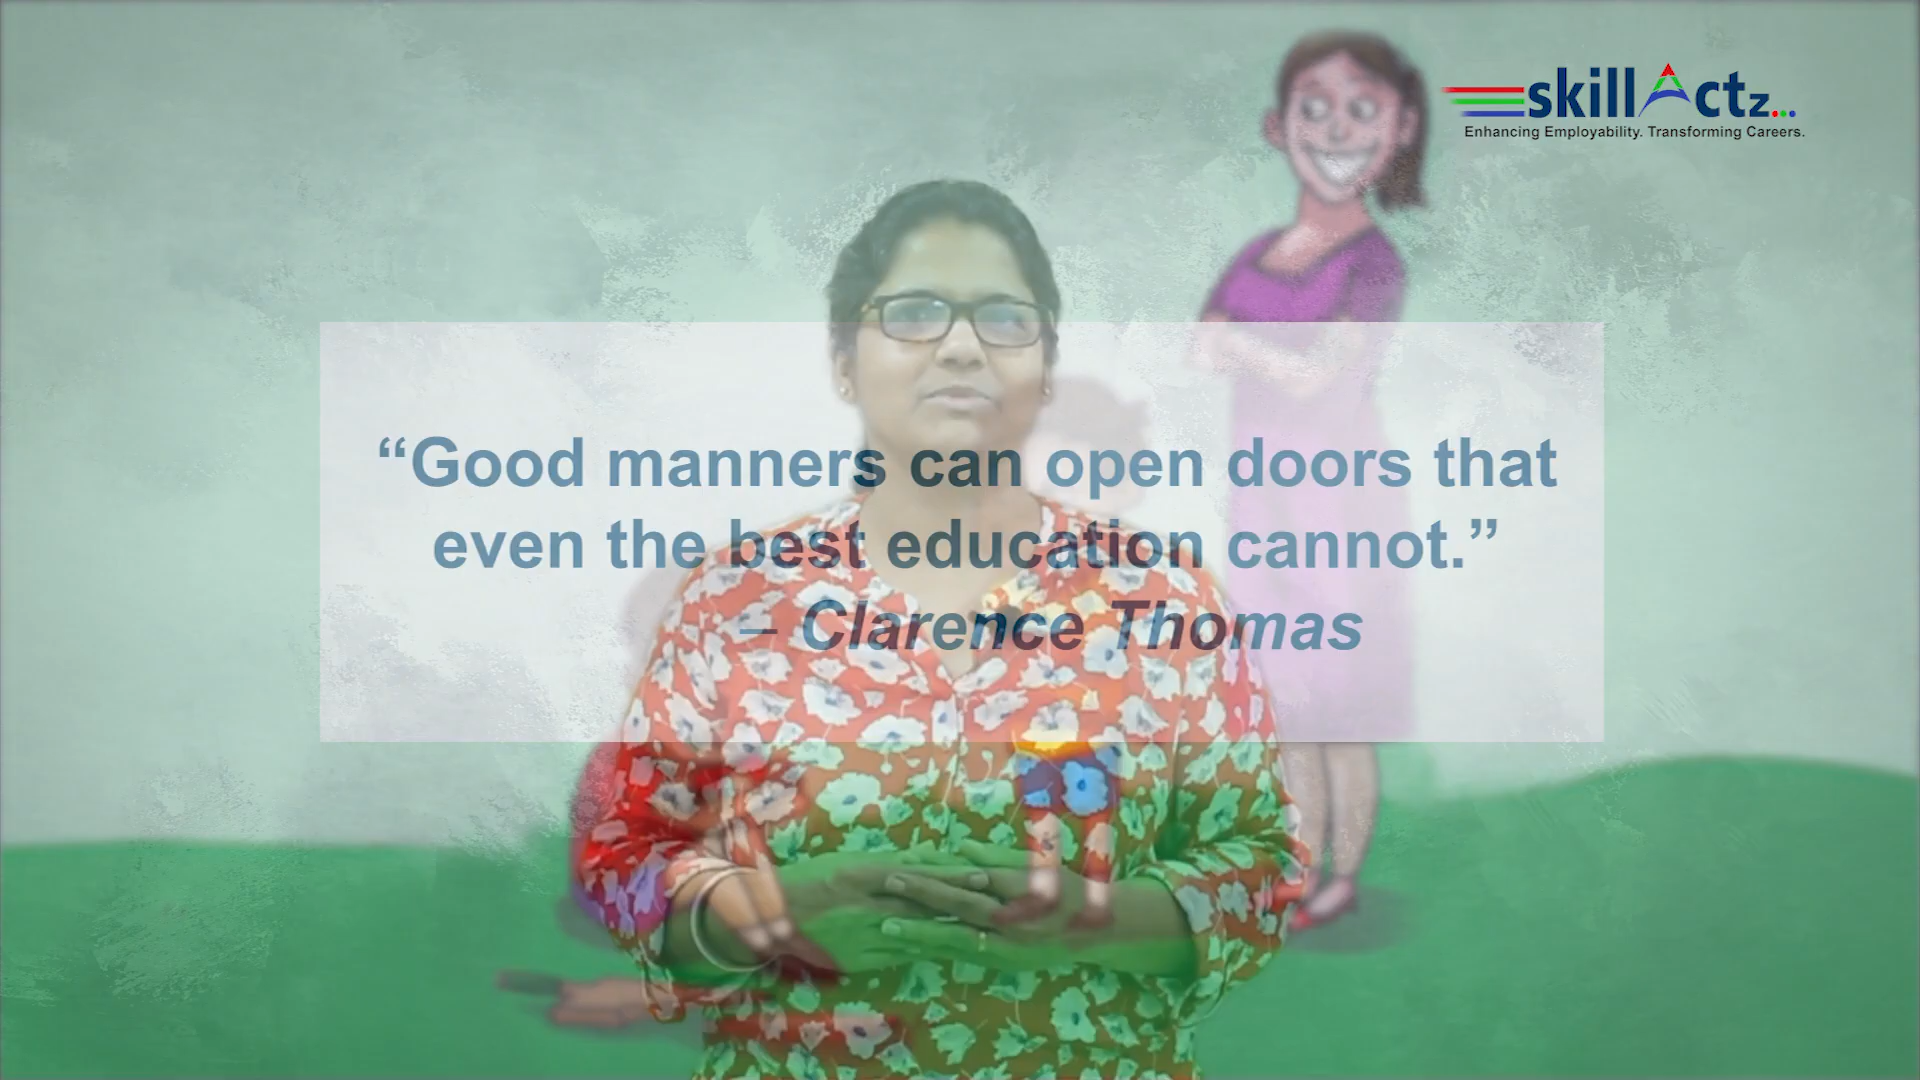 skillActz...
Enhancing Employability. Transforming Careers.
“Good manners can open doors that
even the best education cannot.”
– Clarence Thomas